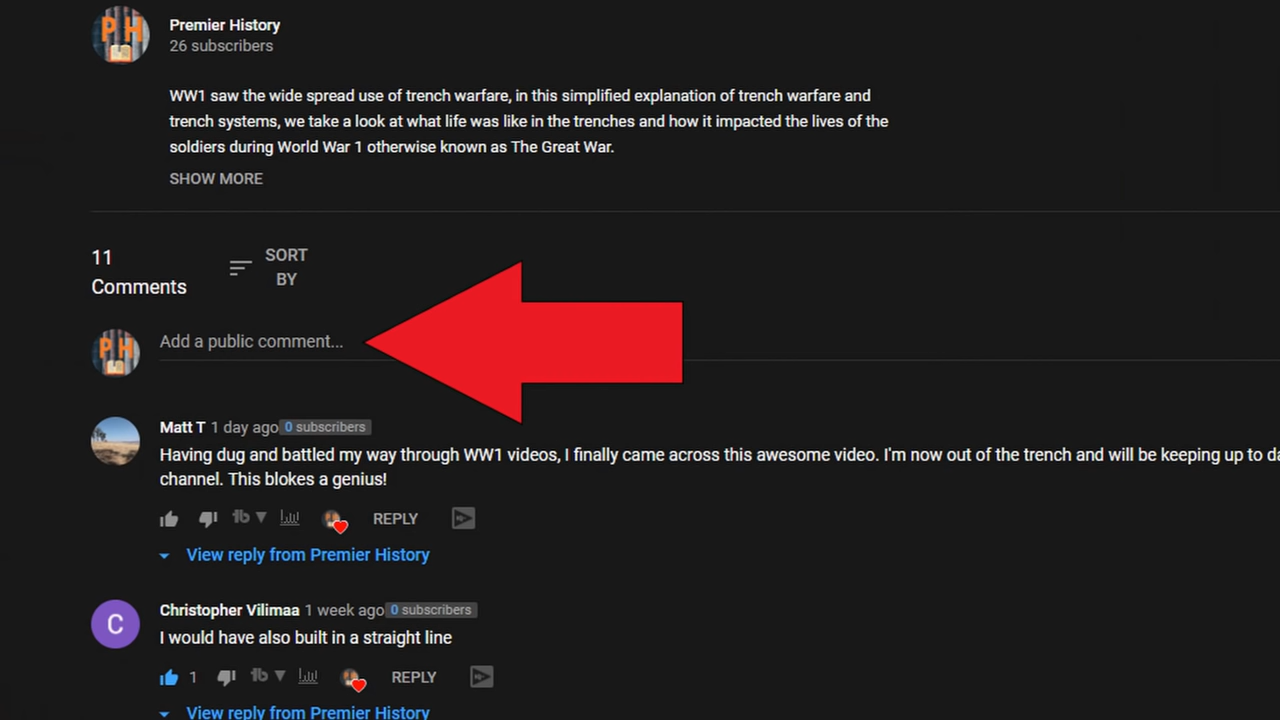 PH
Premier History
26 subscribers
WW1 saw the wide spread use of trench warfare, in this simplified explanation of trench warfare and
trench systems, we take a look at what life was like in the trenches and how it impacted the lives of the
soldiers during World War 1 otherwise known as The Great War.
SHOW MORE
11
Comments
SORT
BY
PH
Add a public comment...
Matt T 1 day ago 0 subscribers
Having dug and battled my way through WW1 videos, I finally came across this awesome video. I'm now out of the trench and will be keeping up to
channel. This blokes a genius!
REPLY
View reply from Premier History
C
Christopher Vilimaa 1 week ago 0 subscribers
I would have also built in a straight line
1
REPLY
View reply from Premier History